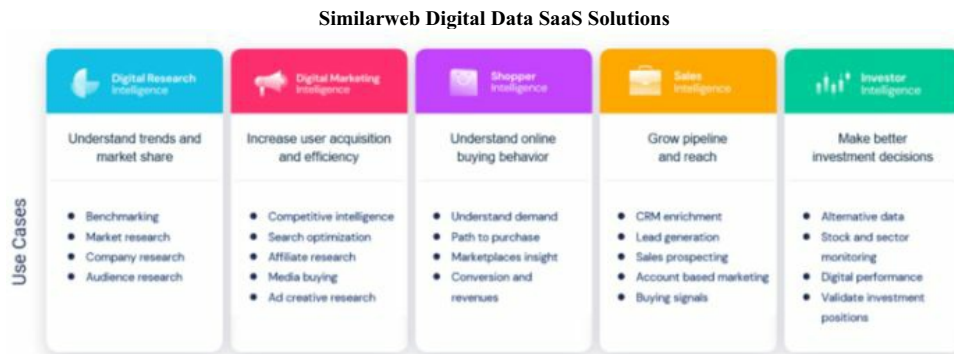 Similarweb Digital Data SaaS Solutions
Digital Research
Intelligence
Understand trends and
market share
Benchmarking
Market research
Company research
Audience research
Digital Marketing
Intelligence
Increase user acquisition
and efficiency
Competitive intelligence
Search optimization
Affiliate research
Media buying
Ad creative research
Shopper
Intelligence
Understand online
buying behavior
Understand demand
Path to purchase
Marketplaces insight
Conversion and
revenues
Sales
Intelligence
Grow pipeline
and reach
CRM enrichment
Lead generation
Sales prospecting
Account based marketing
Buying signals
Investor
Intelligence
Make better
investment decisions
Alternative data
Stock and sector
monitoring
Digital performance
Validate investment
positions
Use Cases